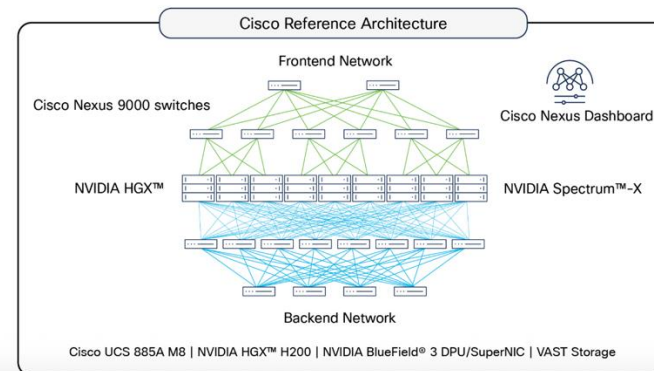 Cisco Reference Architecture
Frontend Network
Cisco Nexus 9000 switches
Cisco Nexus Dashboard
NVIDIA HGX™
NVIDIA Spectrum™-X
Backend Network
Cisco UCS 885A M8 | NVIDIA HGX™ H200 | NVIDIA BlueField® 3 DPU/SuperNIC | VAST Storage